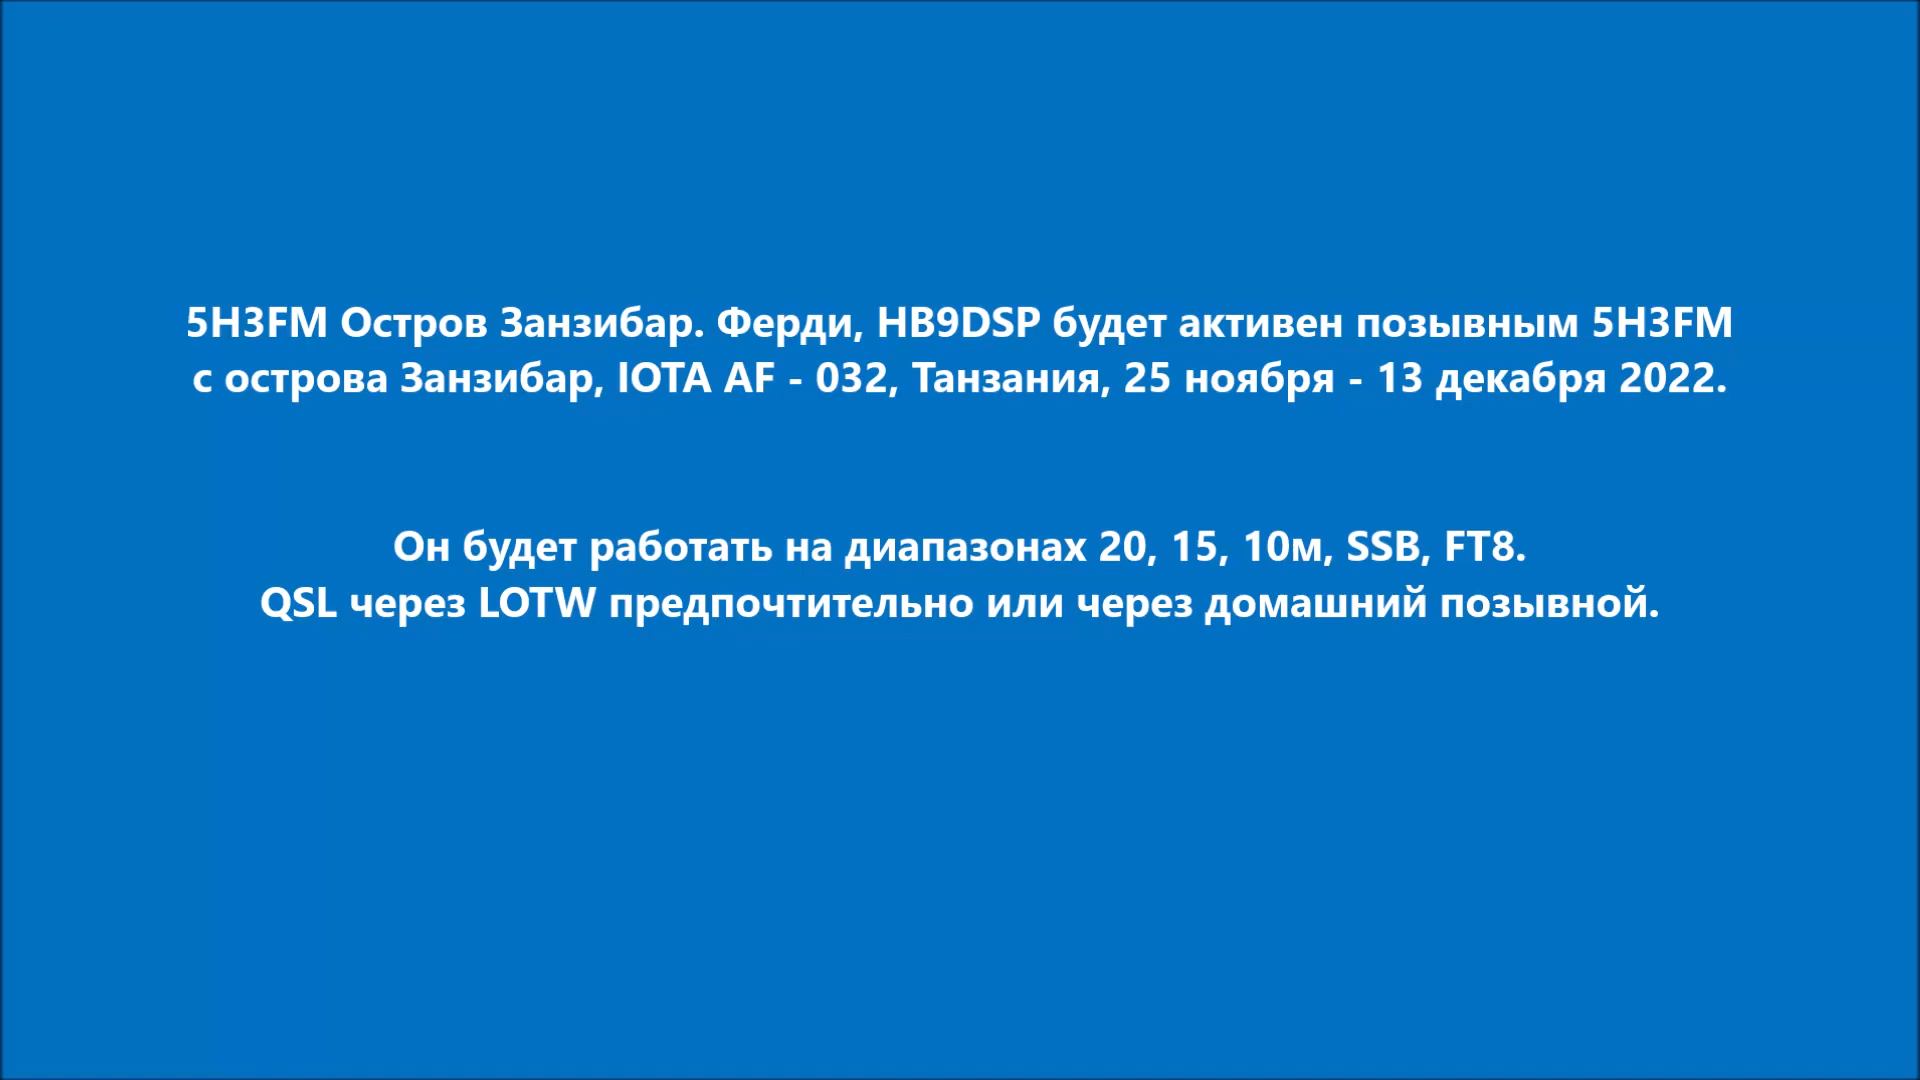 5H3FM Остров Занзибар. Ферди, HB9DSP будет активен позывным 5H3FM
с острова Занзибар, IOTA AF - 032, Танзания, 25 ноября - 13 декабря 2022.
Он будет работать на диапазонах 20, 15, 10м, SSB, FT8.
QSL через LOTW предпочтительно или через домашний позывной.